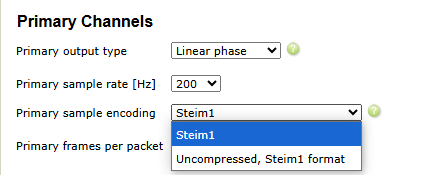 Primary Channels
Primary output type Linear phase ?
Primary sample rate [Hz] 200
Primary sample encoding Steim1 ?
Steim1
Primary frames per packet
Uncompressed, Steim1 format